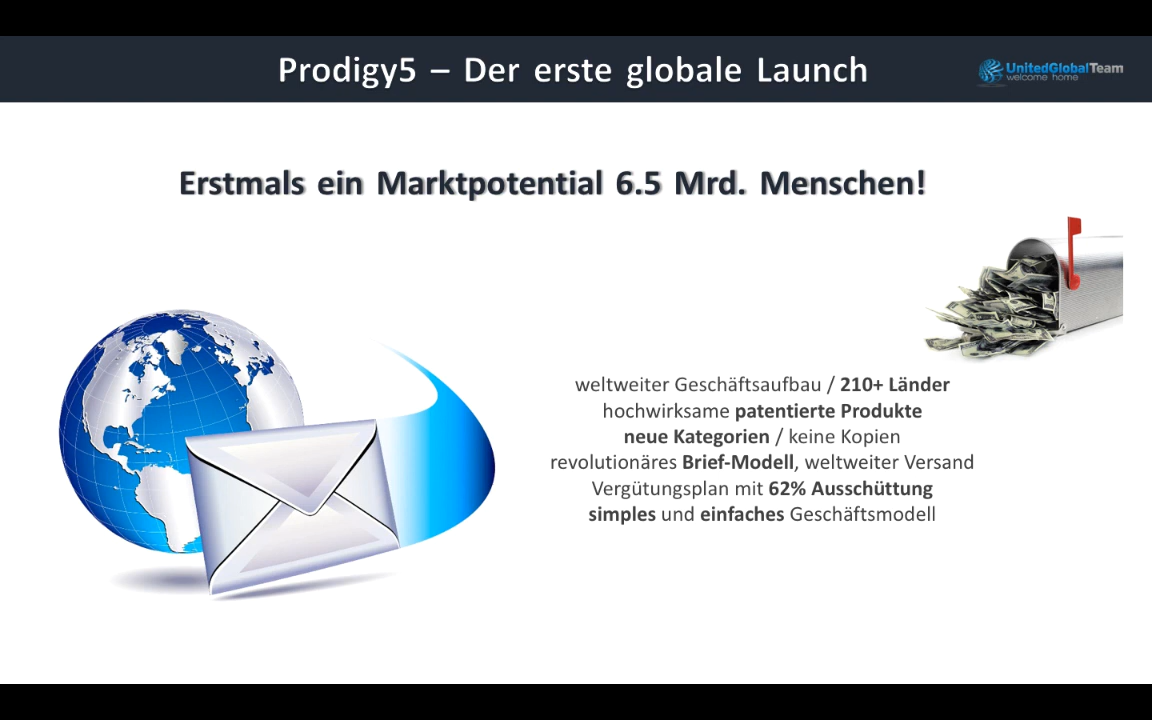 Prodigy5 – Der erste globale Launch
UnitedGlobalTeam
welcome home
Erstmals ein Marktpotential 6.5 Mrd. Menschen!
weltweiter Geschäftsaufbau / 210+ Länder
hochwirksame patentierte Produkte
neue Kategorien / keine Kopien
revolutionäres Brief-Modell, weltweiter Versand
Vergütungsplan mit 62% Ausschüttung
simples und einfaches Geschäftsmodell